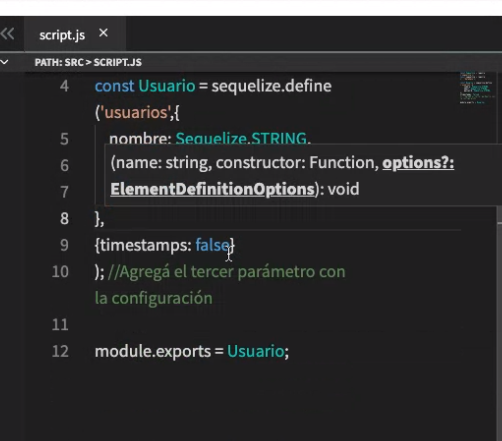 script.js ×
PATH: SRC > SCRIPT.JS
4 const Usuario = sequelize.define
('usuarios',{
5 nombre: Sequelize.STRING,
6 (name: string, constructor: Function, options?:
7 ElementDefinitionOptions): void
8 },
9 {timestamps: false}
10 ); //Agregá el tercer parámetro con
la configuración
11
12 module.exports = Usuario;